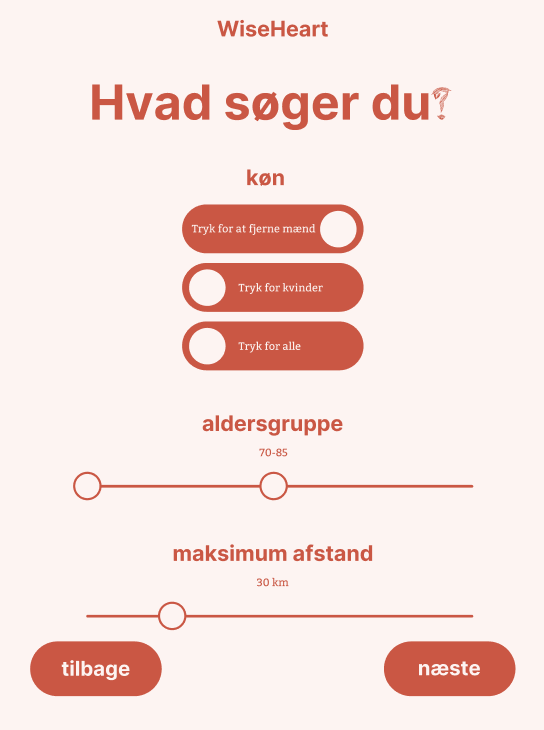 WiseHeart
Hvad søger du?
køn
Tryk for at fjerne mænd
Tryk for kvinder
Tryk for alle
aldersgruppe
70-85
maksimum afstand
30 km
tilbage
næste